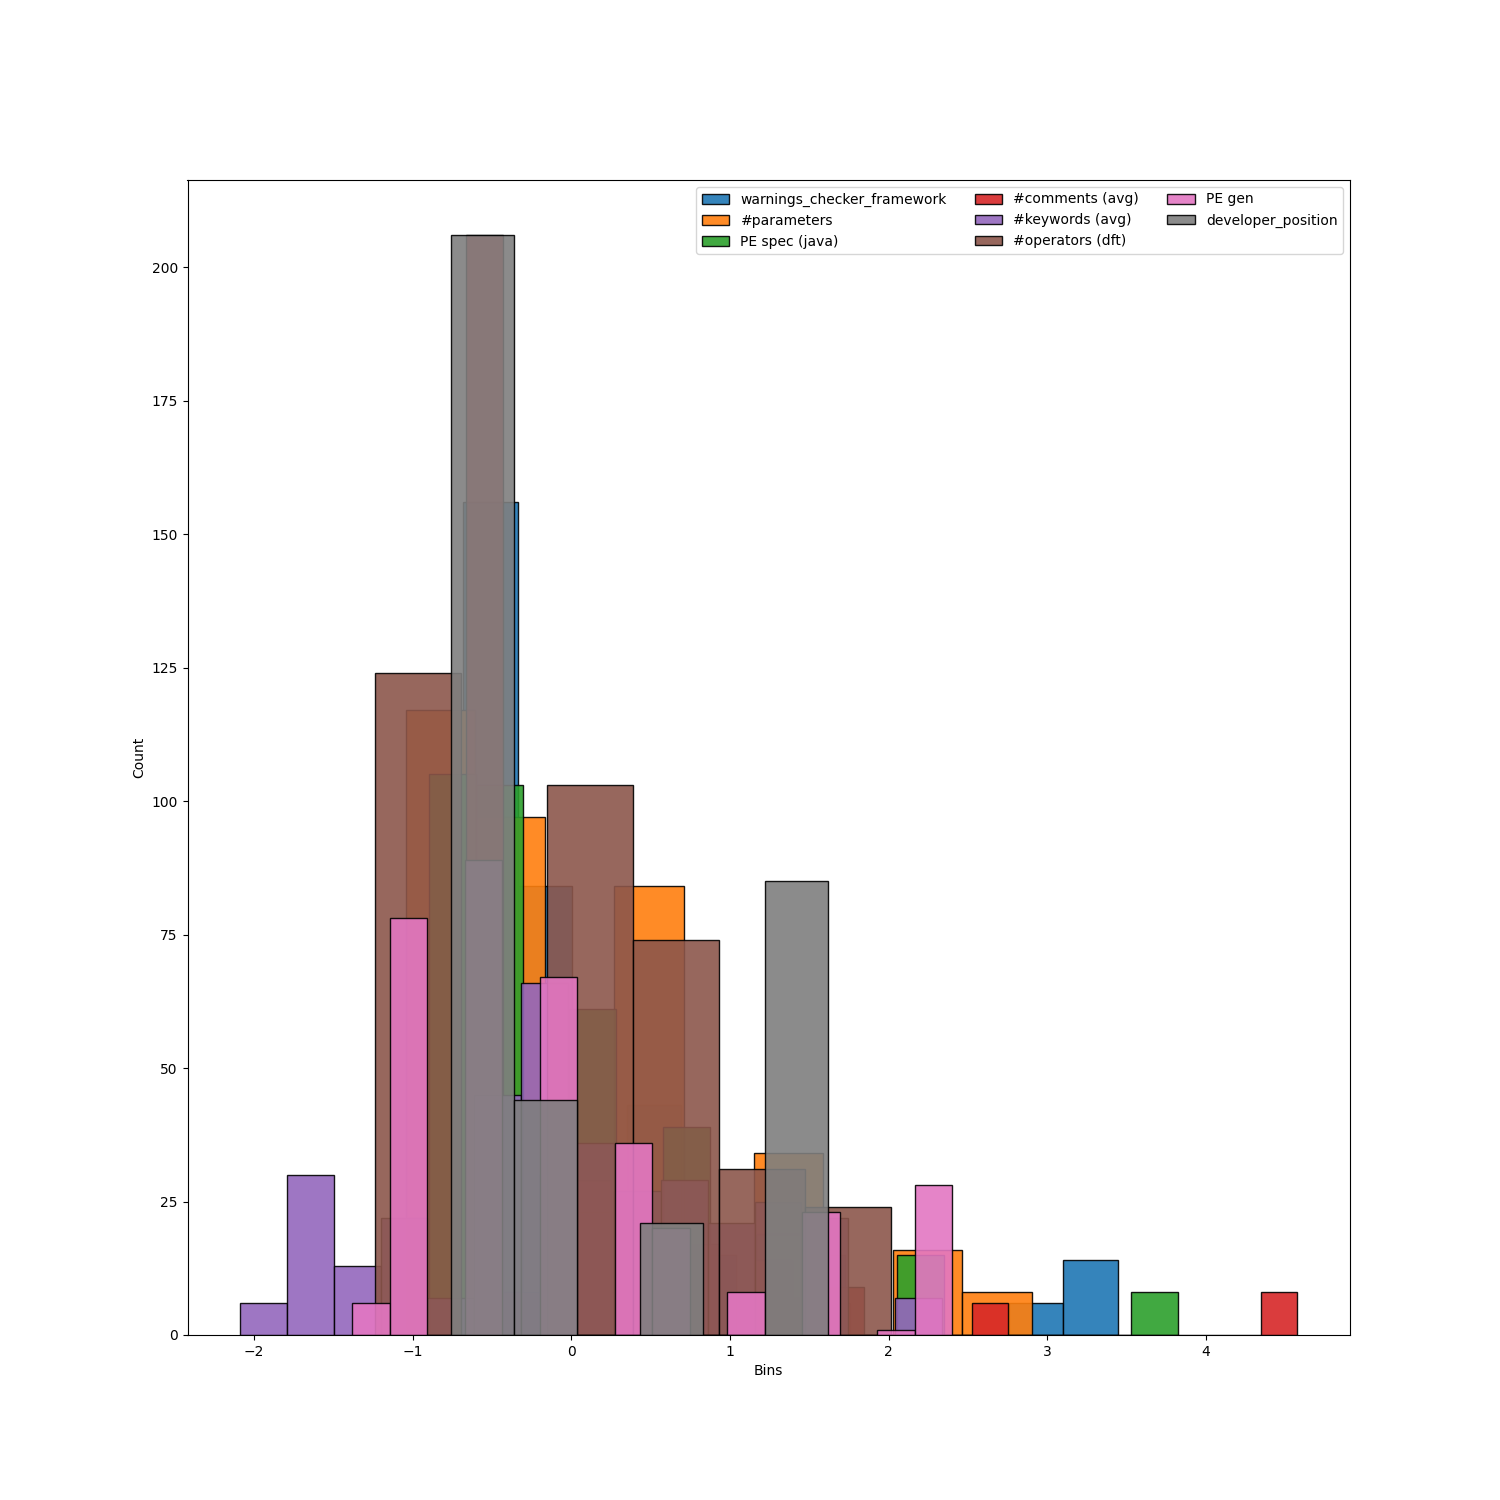 warnings_checker_framework
#parameters
PE spec (java)
#comments (avg)
#keywords (avg)
#operators (dft)
PE gen
developer_position
Count
200
175
150
125
100
75
50
25
0
−2
−1
0
1
2
3
4
Bins